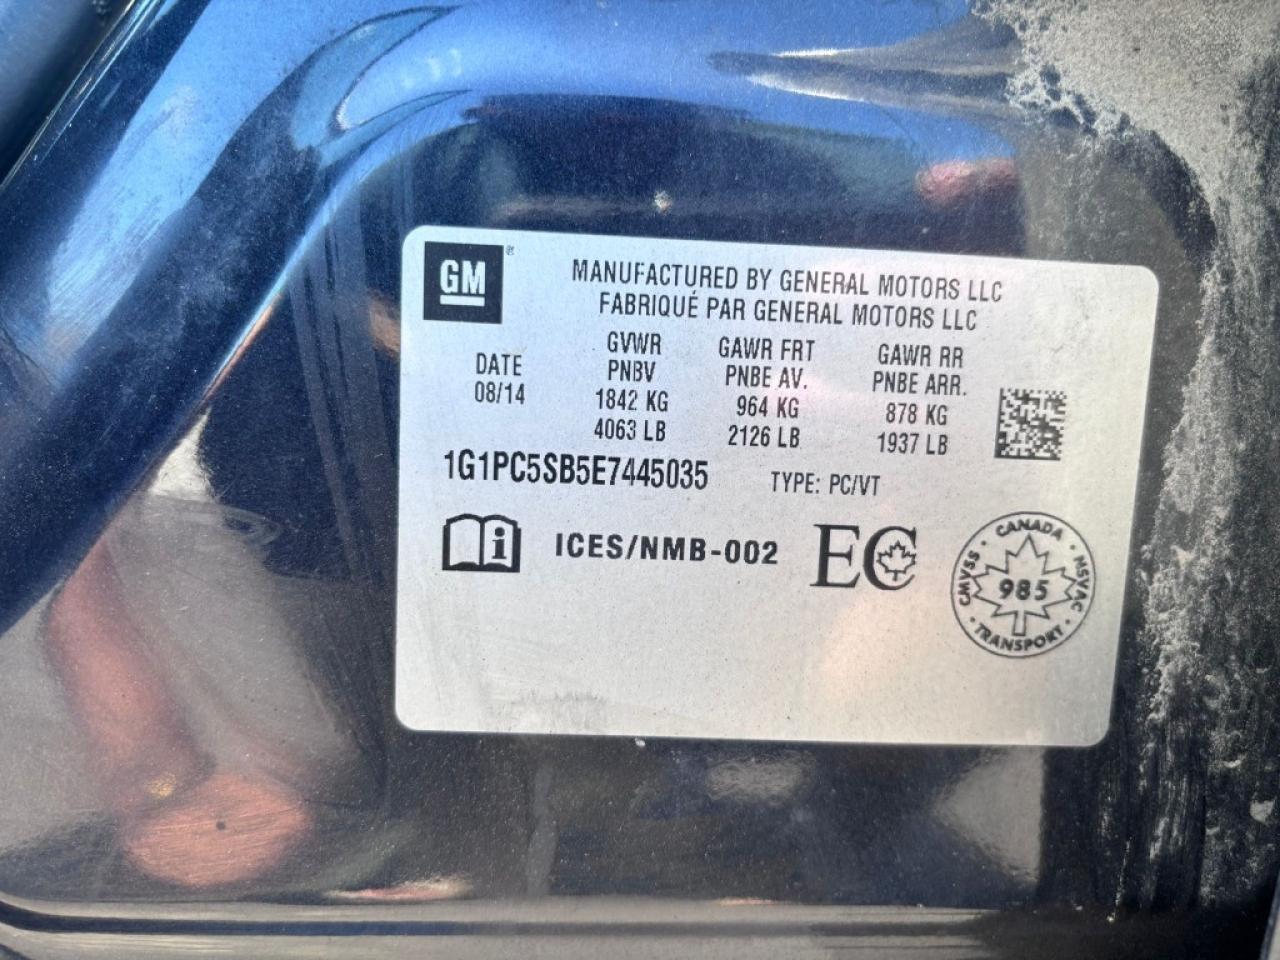 GM®
MANUFACTURED BY GENERAL MOTORS LLC
FABRIQUÉ PAR GENERAL MOTORS LLC
DATE
08/14
GVWR
PNBV
1842 KG
4063 LB
GAWR FRT
PNBE AV.
964 KG
2126 LB
GAWR RR
PNBE ARR.
878 KG
1937 LB
1G1PC5SB5E7445035
TYPE: PC/VT
i
ICES/NMB-002
EC
CANADA · NSVAC · TRANSPORT · CMVSS ·
985